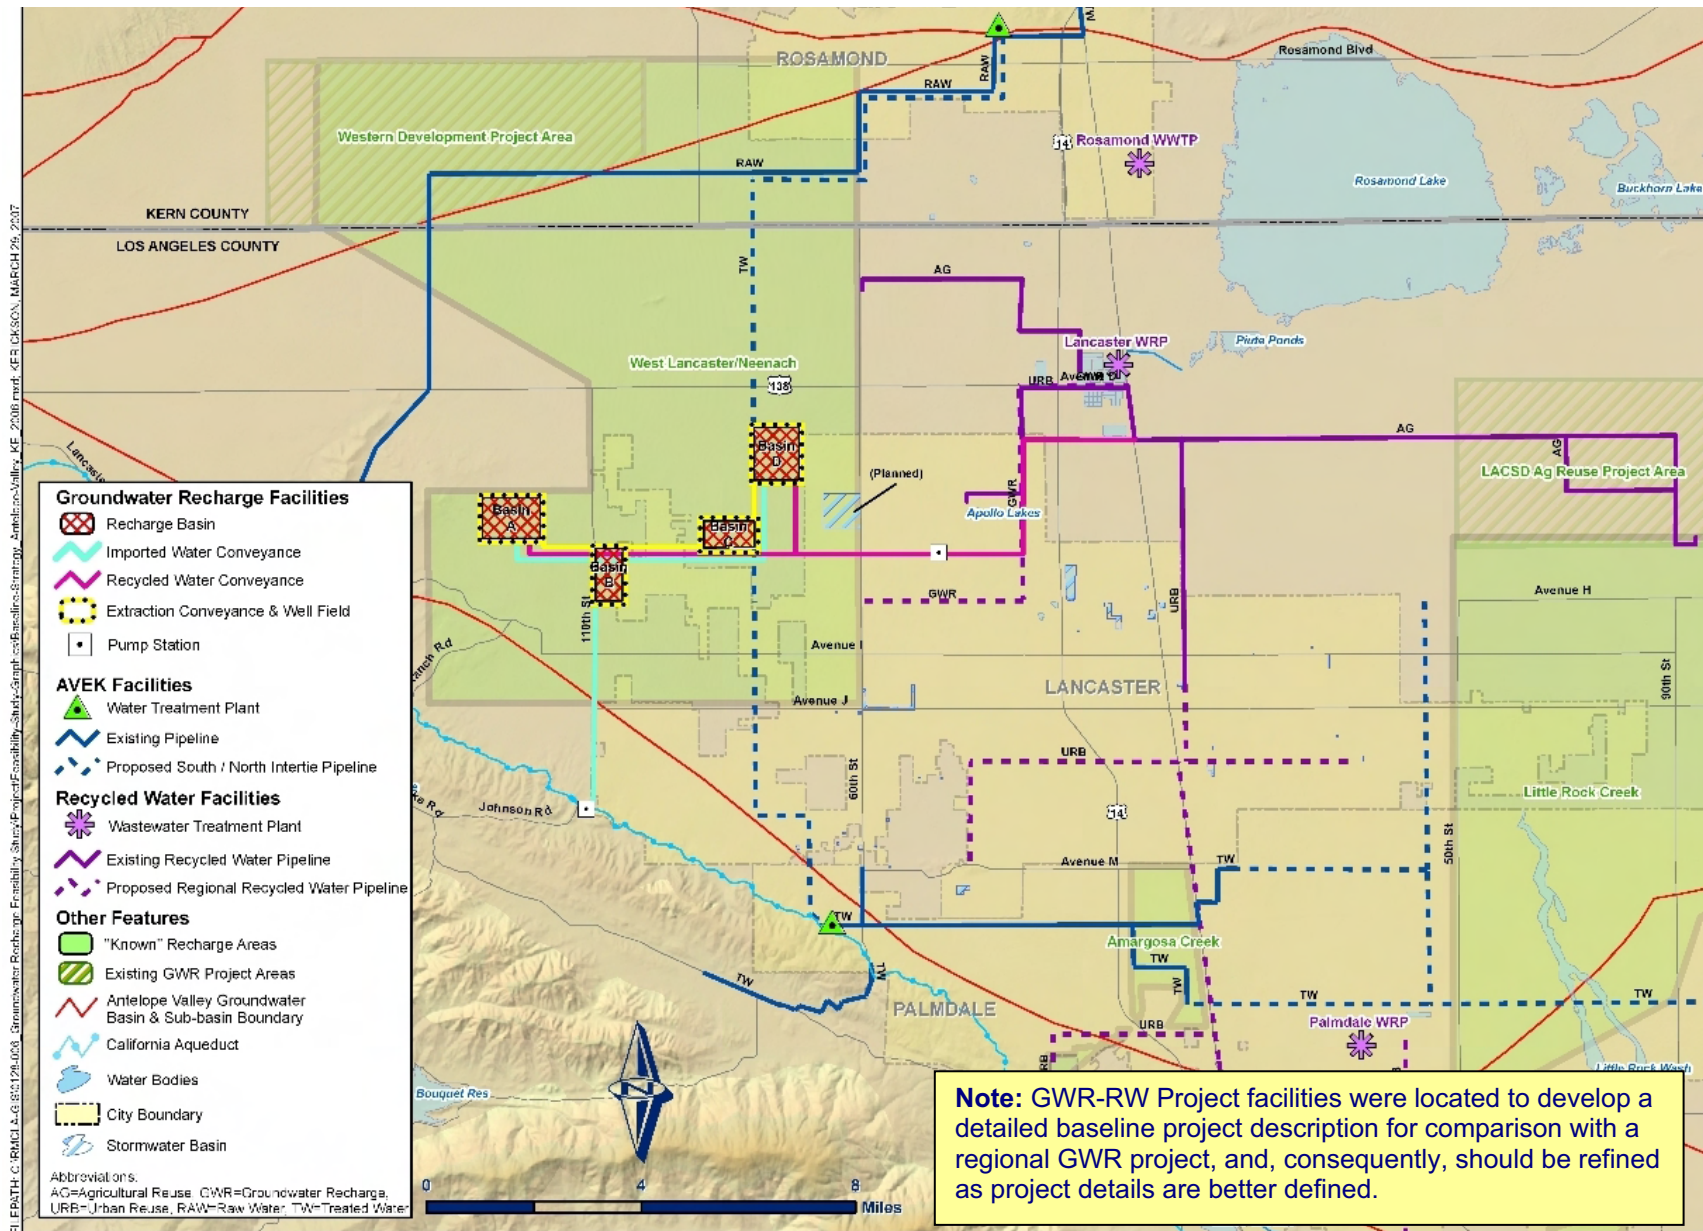 ROSAMOND
Rosamond Blvd
RAW
RAW
Western Development Project Area
14
Rosamond WWTP
RAW
Rosamond Lake
Buckhorn Lake
KERN COUNTY
LOS ANGELES COUNTY
TW
AG
Lancaster WRP
Piute Ponds
West Lancaster/Neenach
138
URB
AG
AG
Basin
D
(Planned)
LACSD Ag Reuse Project Area
GWR
Apollo Lakes
Basin
A
Basin
C
Basin
B
110th St
GWR
URB
Avenue H
Avenue I
90th St
LANCASTER
Avenue J
URB
60th St
Johnson Rd
14
Little Rock Creek
50th St
Avenue M
TW
TW
Amargosa Creek
TW
TW
TW
TW
TW
TW
PALMDALE
URB
Palmdale WRP
Little Rock Wash
Bouquet Res
Groundwater Recharge Facilities
Recharge Basin
Imported Water Conveyance
Recycled Water Conveyance
Extraction Conveyance & Well Field
Pump Station
AVEK Facilities
Water Treatment Plant
Existing Pipeline
Proposed South / North Intertie Pipeline
Recycled Water Facilities
Wastewater Treatment Plant
Existing Recycled Water Pipeline
Proposed Regional Recycled Water Pipeline
Other Features
"Known" Recharge Areas
Existing GWR Project Areas
Antelope Valley Groundwater
Basin & Sub-basin Boundary
California Aqueduct
Water Bodies
City Boundary
Stormwater Basin
Abbreviations:
AG=Agricultural Reuse, GWR=Groundwater Recharge,
URB=Urban Reuse, RAW=Raw Water, TW=Treated Water
N
0 4 8
Miles
Note: GWR-RW Project facilities were located to develop a
detailed baseline project description for comparison with a
regional GWR project, and, consequently, should be refined
as project details are better defined.